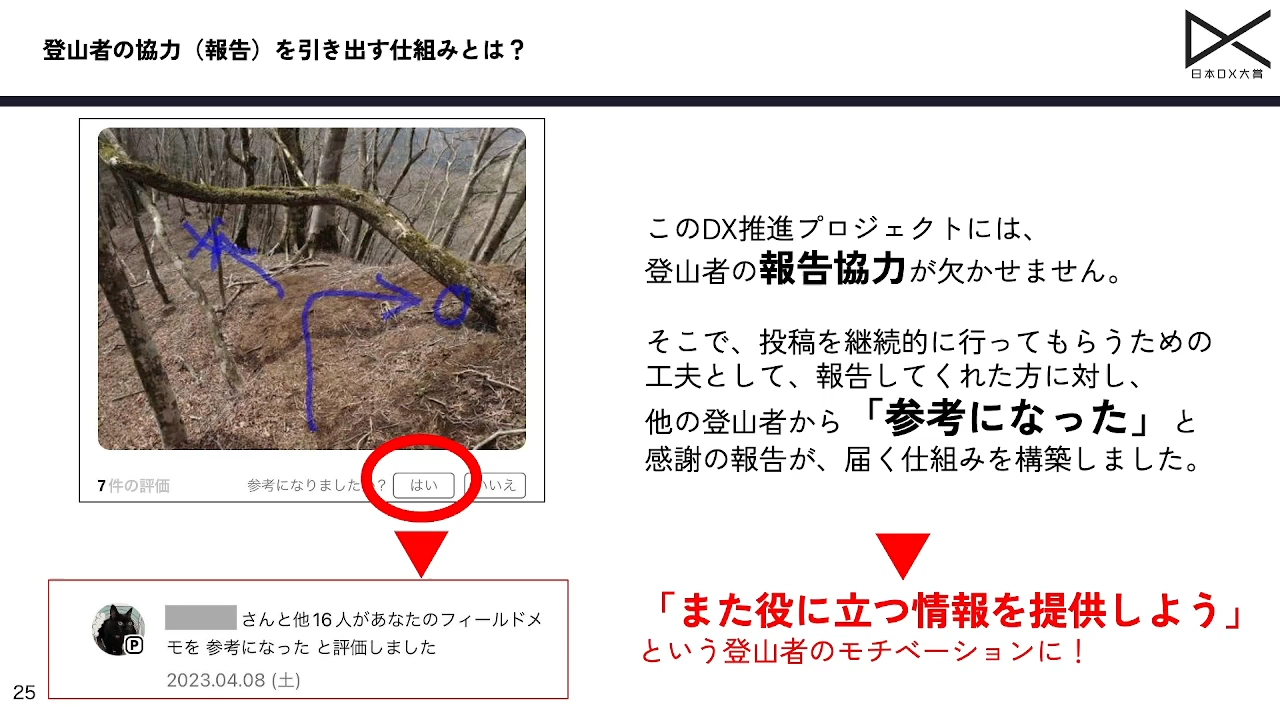 登山者の協力（報告）を引き出す仕組みとは？
日本DX大賞
7件の評価
参考になりました ？
はい
いいえ
さんと他16人があなたのフィールドメ
モを 参考になった と評価しました
2023.04.08 (土)
P
このDX推進プロジェクトには、
登山者の報告協力が欠かせません。
そこで、投稿を継続的に行ってもらうための
工夫として、報告してくれた方に対し、
他の登山者から「参考になった」と
感謝の報告が、届く仕組みを構築しました。
「また役に立つ情報を提供しよう」
という登山者のモチベーションに！
25